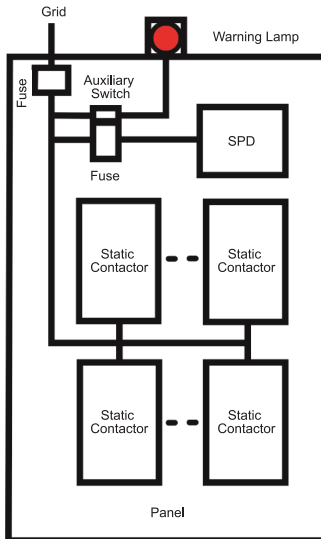 Grid
Warning Lamp
Fuse
Auxiliary
Switch
SPD
Fuse
Static
Contactor
Static
Contactor
Static
Contactor
Static
Contactor
Panel